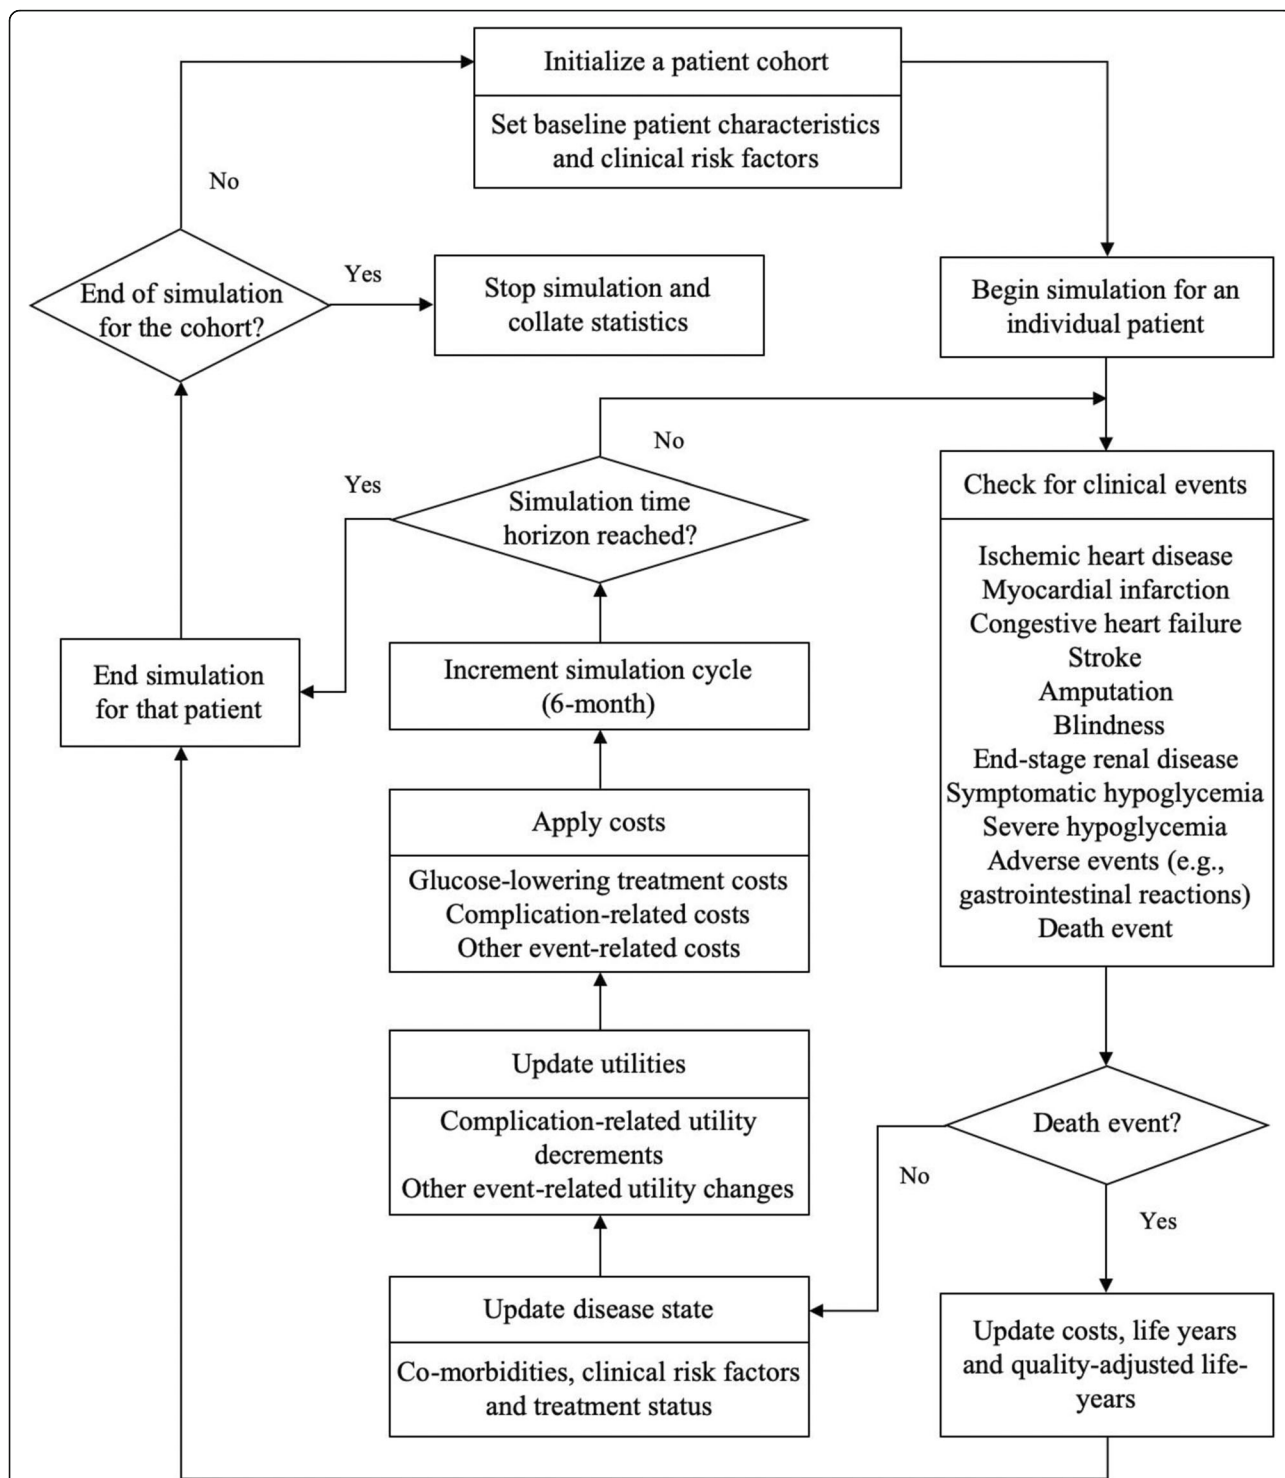 Initialize a patient cohort
Set baseline patient characteristics
and clinical risk factors
No
End of simulation
for the cohort?
Yes
Stop simulation and
collate statistics
Begin simulation for an
individual patient
No
Yes
Simulation time
horizon reached?
Check for clinical events
Ischemic heart disease
Myocardial infarction
Congestive heart failure
Stroke
Amputation
Blindness
End-stage renal disease
Symptomatic hypoglycemia
Severe hypoglycemia
Adverse events (e.g.,
gastrointestinal reactions)
Death event
End simulation
for that patient
Increment simulation cycle
(6-month)
Apply costs
Glucose-lowering treatment costs
Complication-related costs
Other event-related costs
Update utilities
Complication-related utility
decrements
Other event-related utility changes
Death event?
No
Yes
Update disease state
Co-morbidities, clinical risk factors
and treatment status
Update costs, life years
and quality-adjusted life-
years